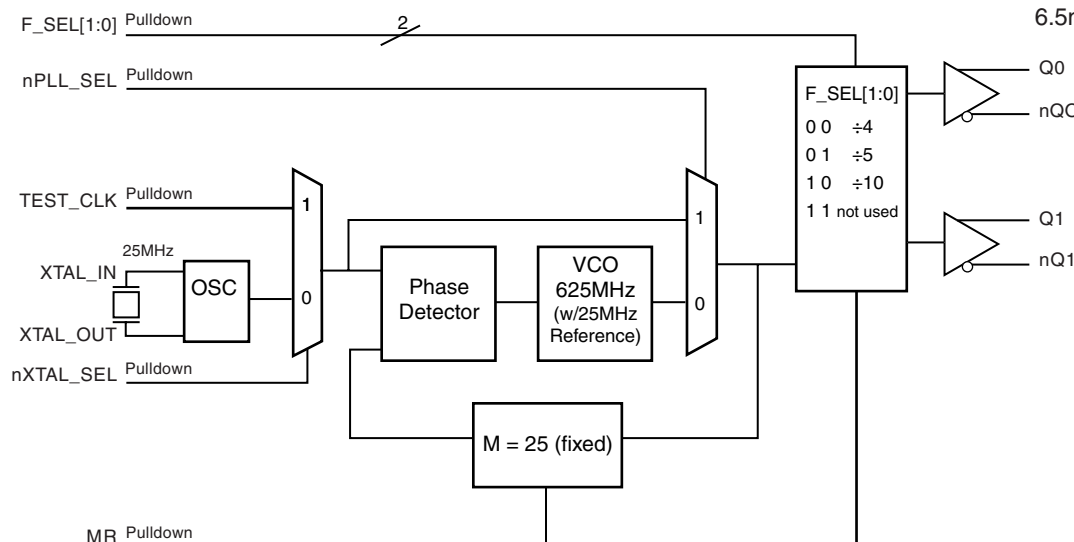 F_SEL[1:0] Pulldown
2
6.5
nPLL_SEL Pulldown
Q0
F_SEL[1:0]
nQ0
0 0 ÷4
0 1 ÷5
TEST_CLK Pulldown
1
1 0 ÷10
1 1 not used
1
Q1
25MHz
XTAL_IN
OSC
0
Phase
Detector
VCO
625MHz
(w/25MHz
Reference)
0
nQ1
XTAL_OUT
nXTAL_SEL Pulldown
M = 25 (fixed)
MR Pulldown